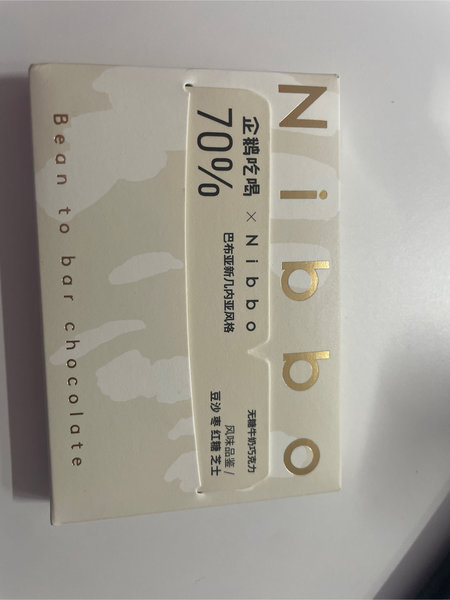 Nibbo
企鹅吃喝 × Nibbo
70%
巴布亚新几内亚风格
无糖牛奶巧克力
风味品鉴/
豆沙 枣 红糖 芝士
Bean to bar chocolate